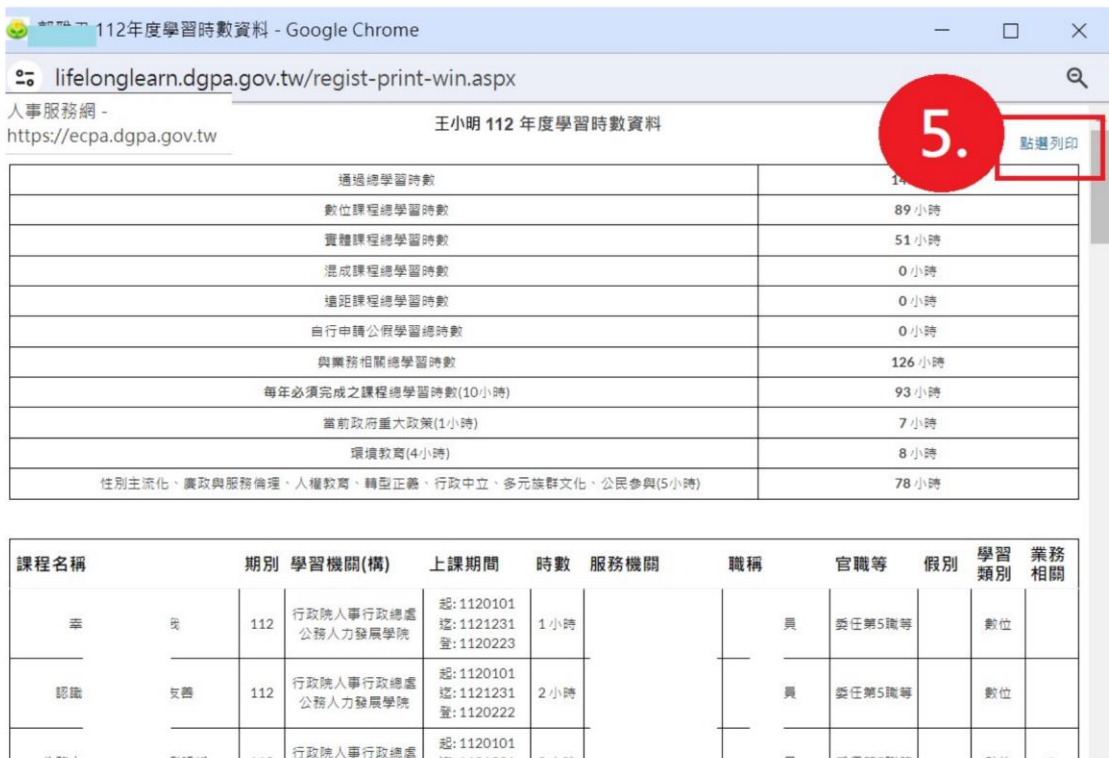 112年度學習時數資料 - Google Chrome
lifelonglearn.dgpa.gov.tw/regist-print-win.aspx
人事服務網 -
https://ecpa.dgpa.gov.tw
王小明 112 年度學習時數資料
5.
點選列印
通過總學習時數 14
數位課程總學習時數 89 小時
實體課程總學習時數 51 小時
混成課程總學習時數 0 小時
遠距課程總學習時數 0 小時
自行申請公假學習總時數 0 小時
與業務相關總學習時數 126 小時
每年必須完成之課程總學習時數(10小時) 93 小時
當前政府重大政策(1小時) 7 小時
環境教育(4小時) 8 小時
性別主流化、廉政與服務倫理、人權教育、轉型正義、行政中立、多元族群文化、公民參與(5小時) 78 小時
課程名稱 期別 學習機關(構) 上課期間 時數 服務機關 職稱 官職等 假別 學習類別 業務相關
112 行政院人事行政總處公務人力發展學院 起:1120101 迄:1121231 登:1120223 1 小時 員 委任第5職等 數位
認識 友善 112 行政院人事行政總處公務人力發展學院 起:1120101 迄:1121231 登:1120222 2 小時 員 委任第5職等 數位
行政院人事行政總處 起:1120101